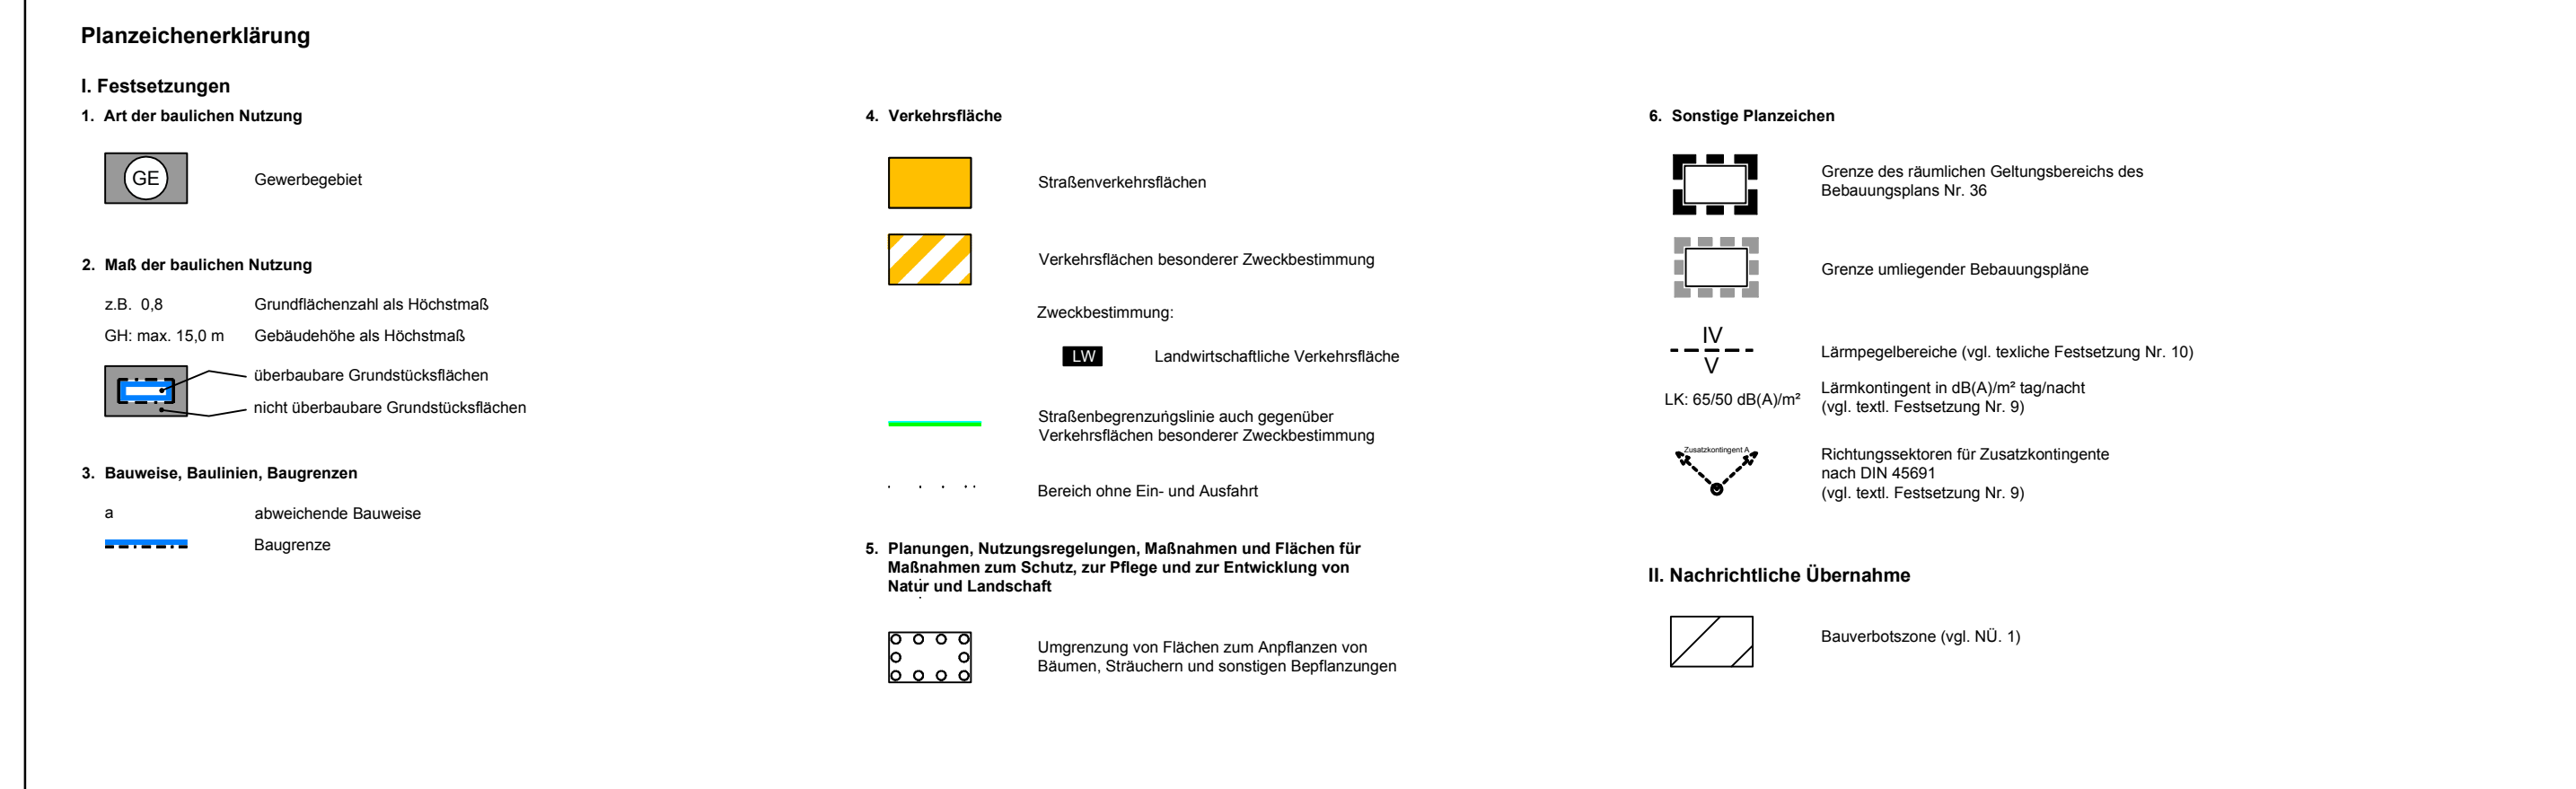 Planzeichenerklärung
I. Festsetzungen
1. Art der baulichen Nutzung
GE
Gewerbegebiet
2. Maß der baulichen Nutzung
z.B. 0,8 Grundflächenzahl als Höchstmaß
GH: max. 15,0 m Gebäudehöhe als Höchstmaß
überbaubare Grundstücksflächen
nicht überbaubare Grundstücksflächen
3. Bauweise, Baulinien, Baugrenzen
a abweichende Bauweise
Baugrenze
4. Verkehrsfläche
Straßenverkehrsflächen
Verkehrsflächen besonderer Zweckbestimmung
Zweckbestimmung:
LW Landwirtschaftliche Verkehrsfläche
Straßenbegrenzungslinie auch gegenüber
Verkehrsflächen besonderer Zweckbestimmung
Bereich ohne Ein- und Ausfahrt
5. Planungen, Nutzungsregelungen, Maßnahmen und Flächen für
Maßnahmen zum Schutz, zur Pflege und zur Entwicklung von
Natur und Landschaft
Umgrenzung von Flächen zum Anpflanzen von
Bäumen, Sträuchern und sonstigen Bepflanzungen
6. Sonstige Planzeichen
Grenze des räumlichen Geltungsbereichs des
Bebauungsplans Nr. 36
Grenze umliegender Bebauungspläne
IV
V
Lärmpegelbereiche (vgl. texliche Festsetzung Nr. 10)
LK: 65/50 dB(A)/m²
Lärmkontingent in dB(A)/m² tag/nacht
(vgl. textl. Festsetzung Nr. 9)
Zusatzkontingent A
Richtungssektoren für Zusatzkontingente
nach DIN 45691
(vgl. textl. Festsetzung Nr. 9)
II. Nachrichtliche Übernahme
Bauverbotszone (vgl. NÜ. 1)